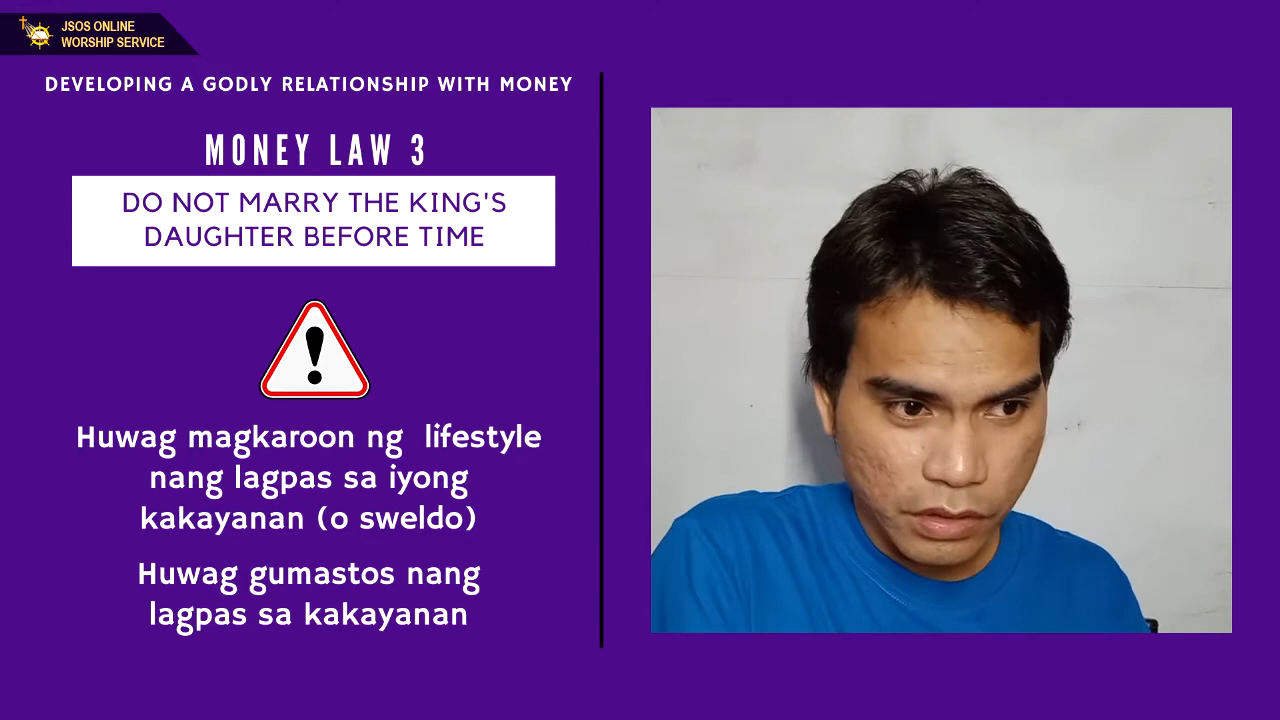 JSOS ONLINE
WORSHIP SERVICE
DEVELOPING A GODLY RELATIONSHIP WITH MONEY
MONEY LAW 3
DO NOT MARRY THE KING'S
DAUGHTER BEFORE TIME
Huwag magkaroon ng lifestyle
nang lagpas sa iyong
kakayanan (o sweldo)
Huwag gumastos nang
lagpas sa kakayanan